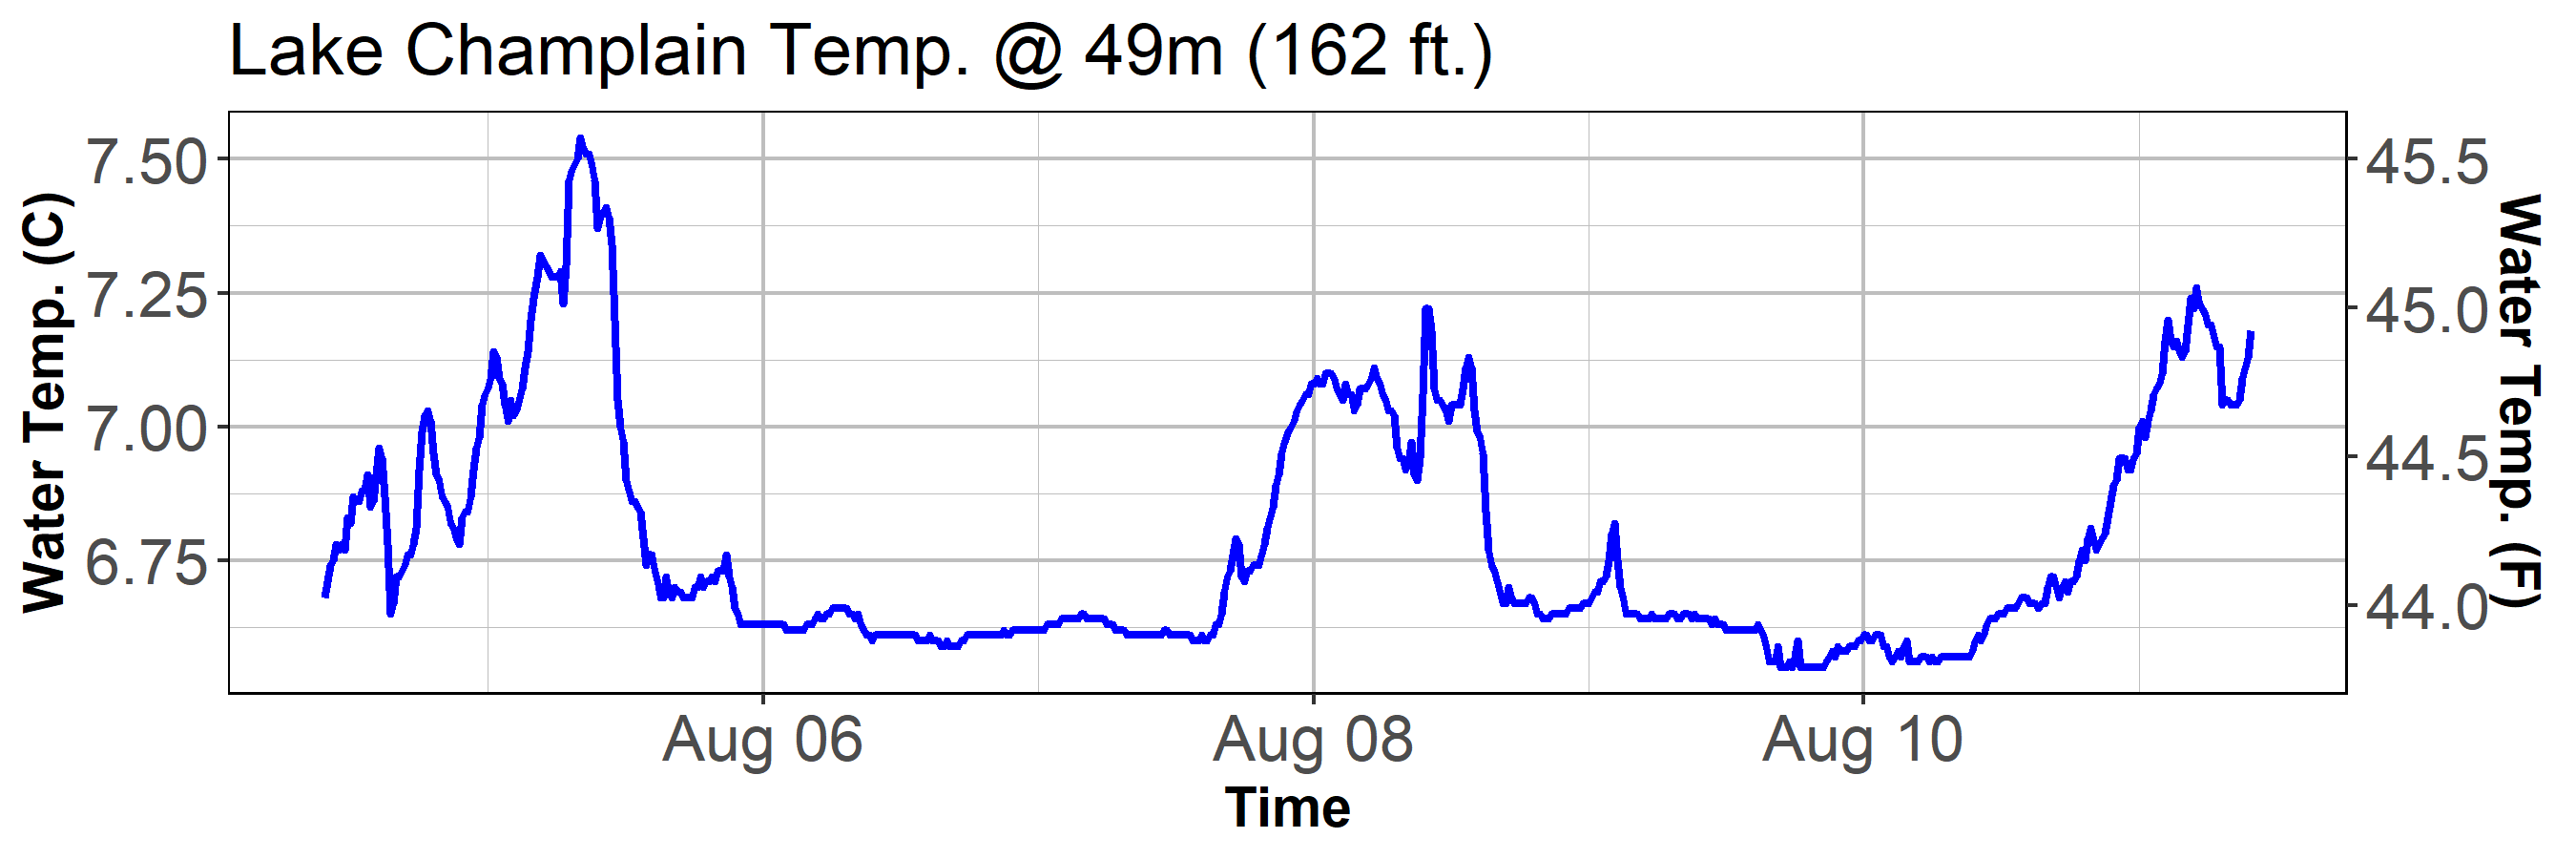 Lake Champlain Temp. @ 49m (162 ft.)
Water Temp. (C)
7.50
7.25
7.00
6.75
45.5
45.0
44.5
44.0
Water Temp. (F)
Aug 06 Aug 08 Aug 10
Time